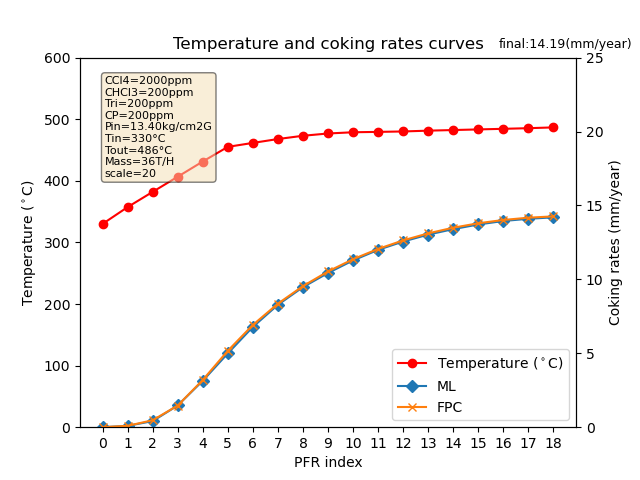 Temperature and coking rates curves
final:14.19(mm/year)
CCl4=2000ppm
CHCl3=200ppm
Tri=200ppm
CP=200ppm
Pin=13.40kg/cm2G
Tin=330°C
Tout=486°C
Mass=36T/H
scale=20
Temperature (°C)
600
500
400
300
200
100
0
25
20
15
10
5
0
Coking rates (mm/year)
Temperature (°C)
ML
FPC
0 1 2 3 4 5 6 7 8 9 10 11 12 13 14 15 16 17 18
PFR index